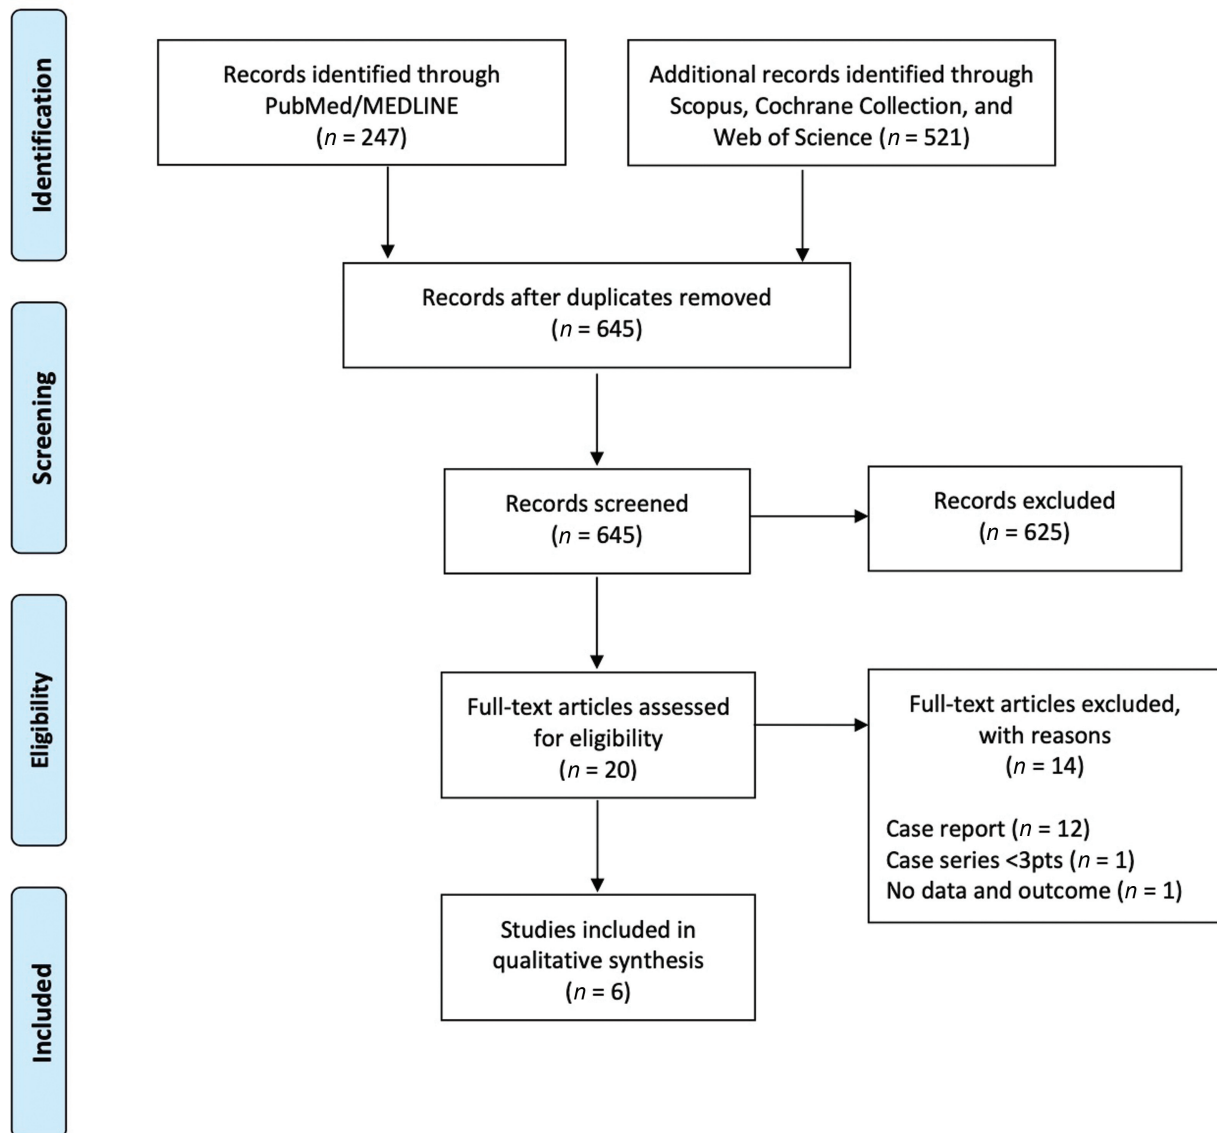 Identification
Records identified through
PubMed/MEDLINE
(n = 247)
Additional records identified through
Scopus, Cochrane Collection, and
Web of Science (n = 521)
Records after duplicates removed
(n = 645)
Screening
Records screened
(n = 645)
Records excluded
(n = 625)
Eligibility
Full-text articles assessed
for eligibility
(n = 20)
Full-text articles excluded,
with reasons
(n = 14)
Case report (n = 12)
Case series <3pts (n = 1)
No data and outcome (n = 1)
Included
Studies included in
qualitative synthesis
(n = 6)